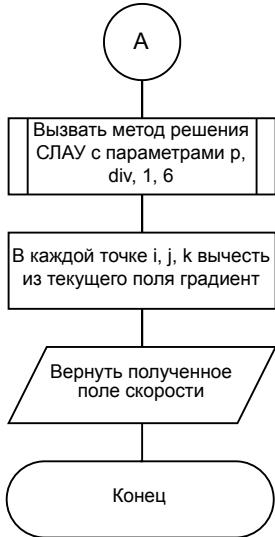 А
Вызвать метод решения
СЛАУ с параметрами p,
div, 1, 6
В каждой точке i, j, k вычесть
из текущего поля градиент
Вернуть полученное
поле скорости
Конец